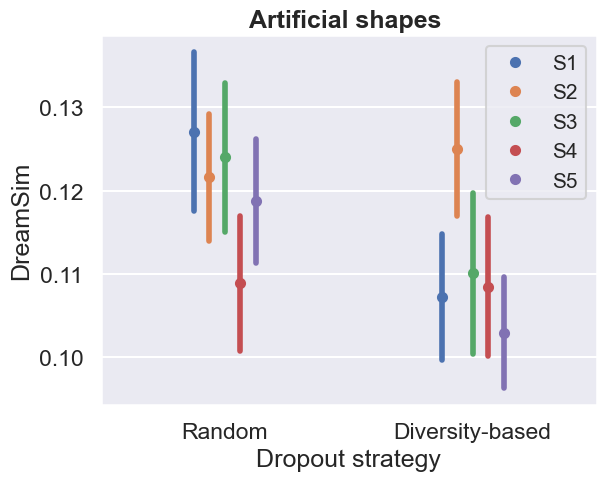 Artificial shapes
S1
S2
S3
S4
S5
0.13
0.12
0.11
0.10
DreamSim
Random
Diversity-based
Dropout strategy